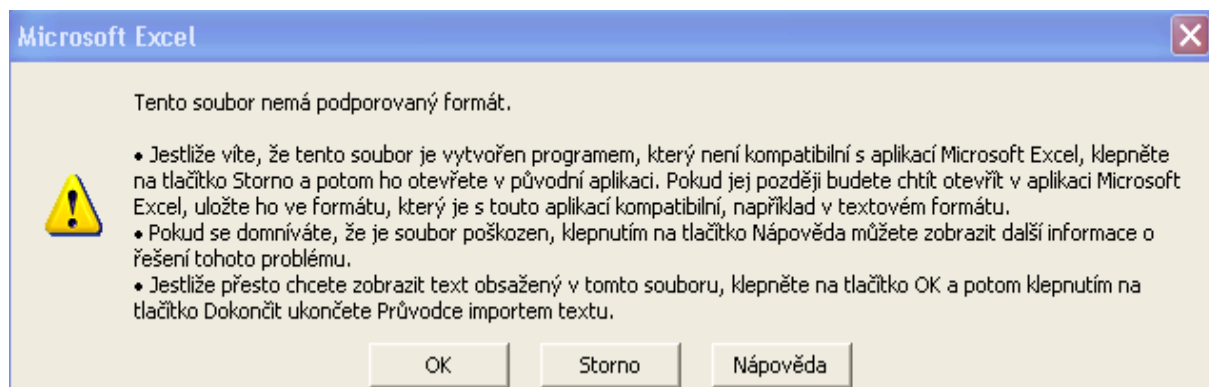 Microsoft Excel
Tento soubor nemá podporovaný formát.
• Jestliže víte, že tento soubor je vytvořen programem, který není kompatibilní s aplikací Microsoft Excel, klepněte
na tlačítko Storno a potom ho otevřete v původní aplikaci. Pokud jej později budete chtít otevřít v aplikaci Microsoft
Excel, uložte ho ve formátu, který je s touto aplikací kompatibilní, například v textovém formátu.
• Pokud se domníváte, že je soubor poškozen, klepnutím na tlačítko Nápověda můžete zobrazit další informace o
řešení tohoto problému.
• Jestliže přesto chcete zobrazit text obsažený v tomto souboru, klepněte na tlačítko OK a potom klepnutím na
tlačítko Dokončit ukončete Průvodce importem textu.
OK Storno Nápověda